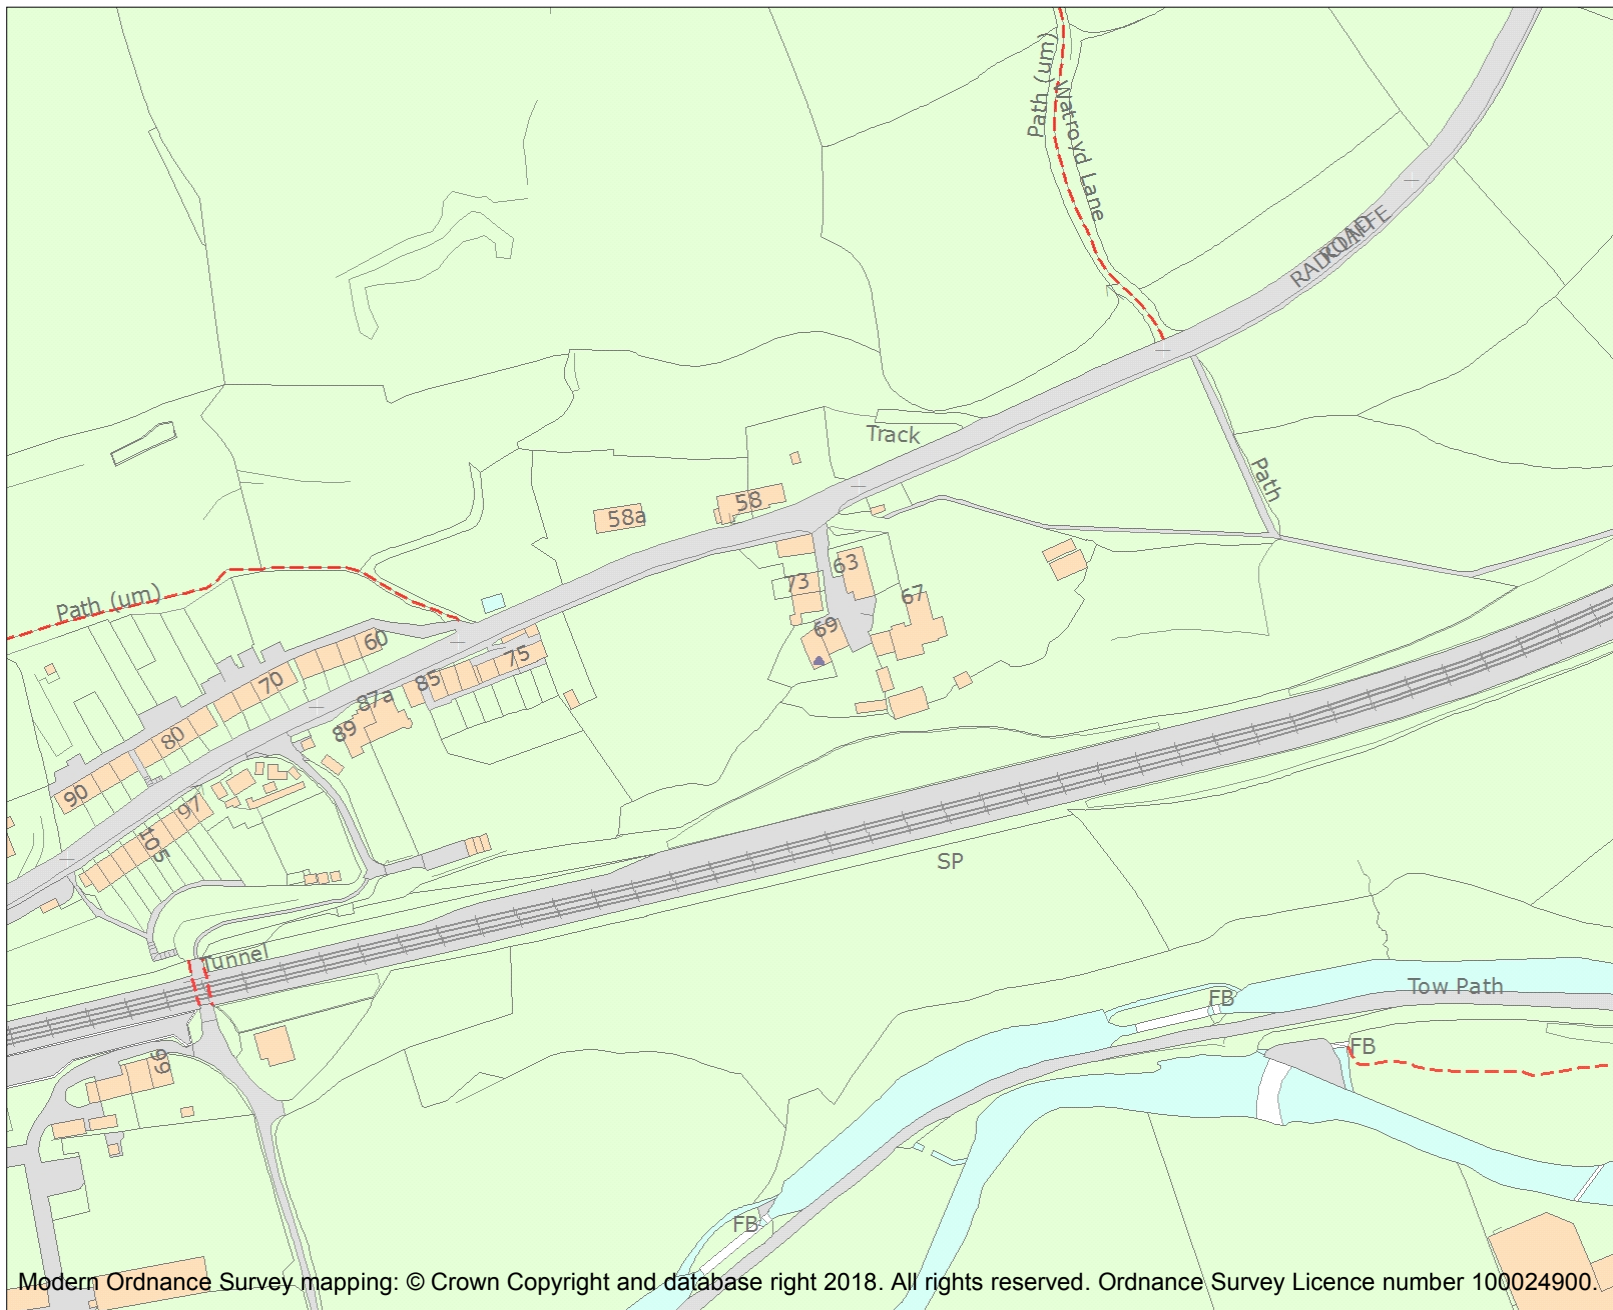 Path (um)
Watroyd Lane
ROAD
Track
Path
58
58a
63
73
67
69
Path (um)
60
75
70
85
87a
89
80
90
97
105
SP
Tunnel
Tow Path
FB
FB
99
FB
Modern Ordnance Survey mapping: © Crown Copyright and database right 2018. All rights reserved. Ordnance Survey Licence number 100024900.